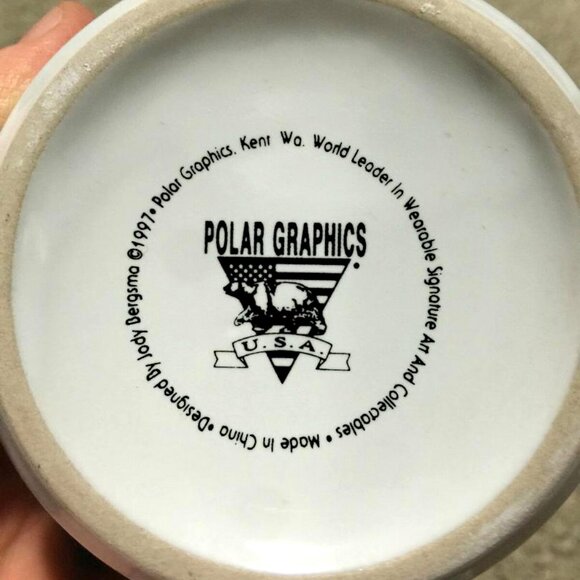 Polar Graphics, Kent Wa. World Leader In Wearable Signature Art And Collectables • Made In China • Designed By Jody Bergsma ©1997•
POLAR GRAPHICS
U.S.A.